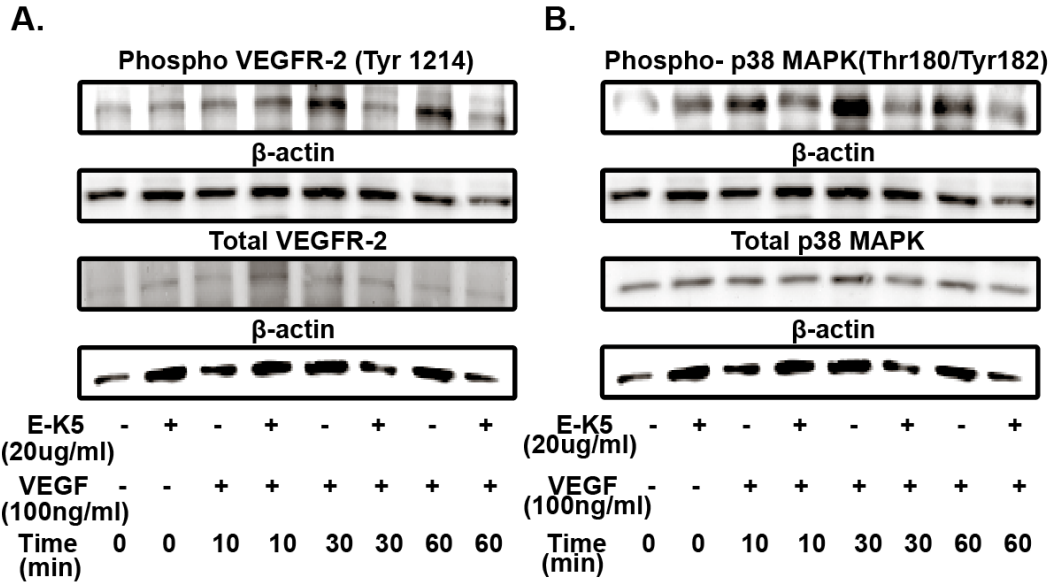 A.
Phospho VEGFR-2 (Tyr 1214)
β-actin
Total VEGFR-2
β-actin
E-K5 - + - + - + - +
(20ug/ml)
VEGF - - + + + + + +
(100ng/ml)
Time 0 0 10 10 30 30 60 60
(min)
B.
Phospho- p38 MAPK(Thr180/Tyr182)
β-actin
Total p38 MAPK
β-actin
E-K5 - + - + - + - +
(20ug/ml)
VEGF - - + + + + + +
(100ng/ml)
Time 0 0 10 10 30 30 60 60
(min)